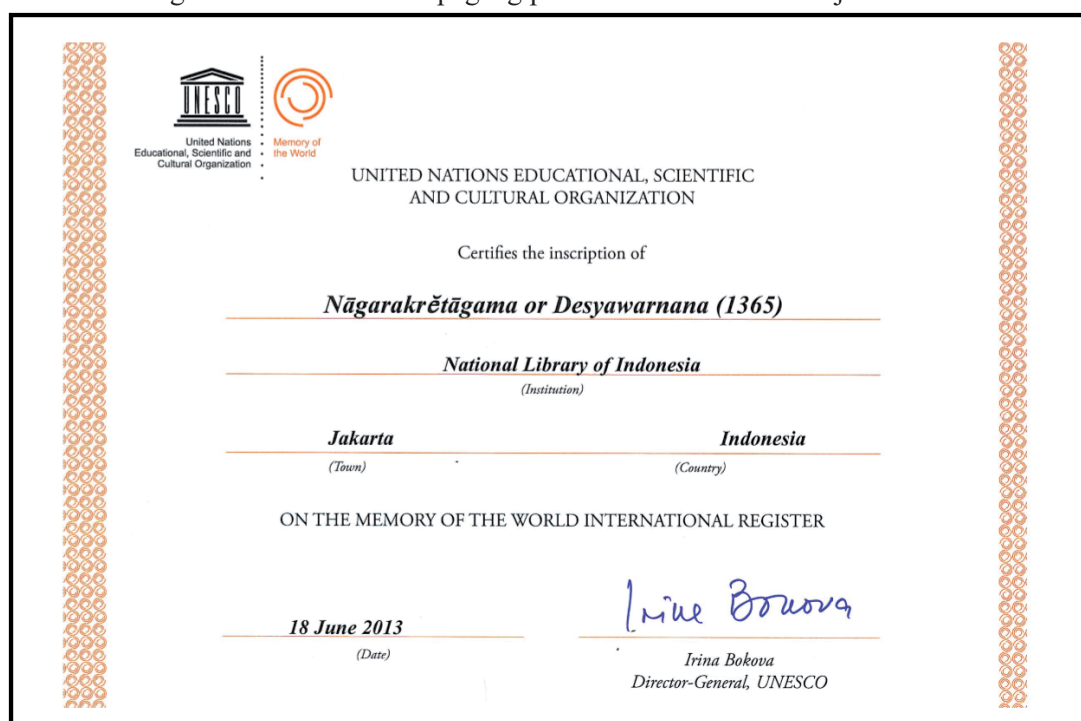 UNESCO
United Nations
Educational, Scientific and
Cultural Organization
Memory of
the World
UNITED NATIONS EDUCATIONAL, SCIENTIFIC
AND CULTURAL ORGANIZATION
Certifies the inscription of
Nāgarakrĕtāgama or Desyawarnana (1365)
National Library of Indonesia
(Institution)
Jakarta Indonesia
(Town) (Country)
ON THE MEMORY OF THE WORLD INTERNATIONAL REGISTER
Irina Bokova
18 June 2013
(Date)
Irina Bokova
Director-General, UNESCO